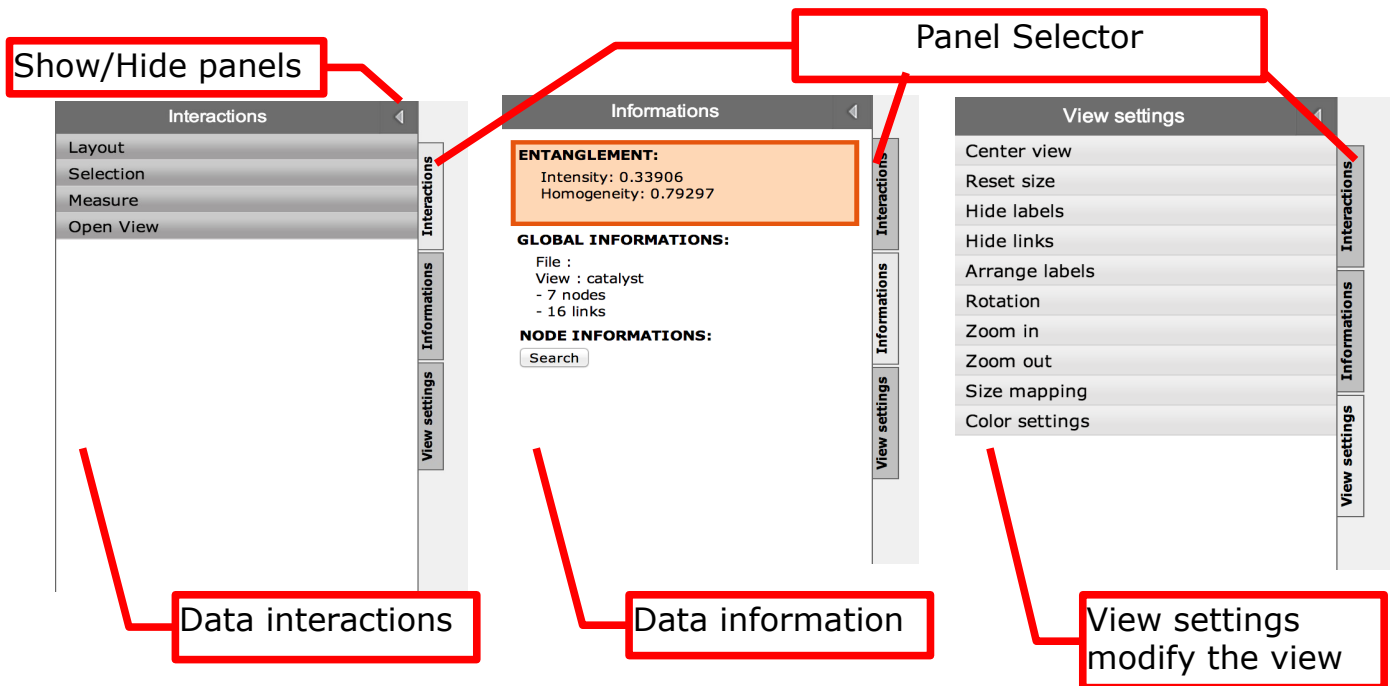 Show/Hide panels
Panel Selector
Interactions
Layout
Selection
Measure
Open View
Interactions
Informations
View settings
Data interactions
Informations
ENTANGLEMENT:
Intensity: 0.33906
Homogeneity: 0.79297
GLOBAL INFORMATIONS:
File :
View : catalyst
- 7 nodes
- 16 links
NODE INFORMATIONS:
Search
Interactions
Informations
View settings
Data information
View settings
Center view
Reset size
Hide labels
Hide links
Arrange labels
Rotation
Zoom in
Zoom out
Size mapping
Color settings
Interactions
Informations
View settings
View settings
modify the view